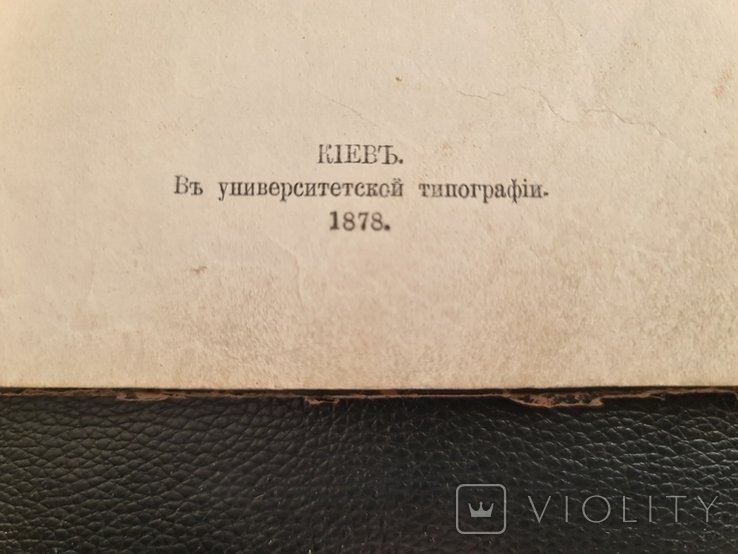 КІЕВЪ.
Въ университетской типографіи.
1878.
VIOLITY